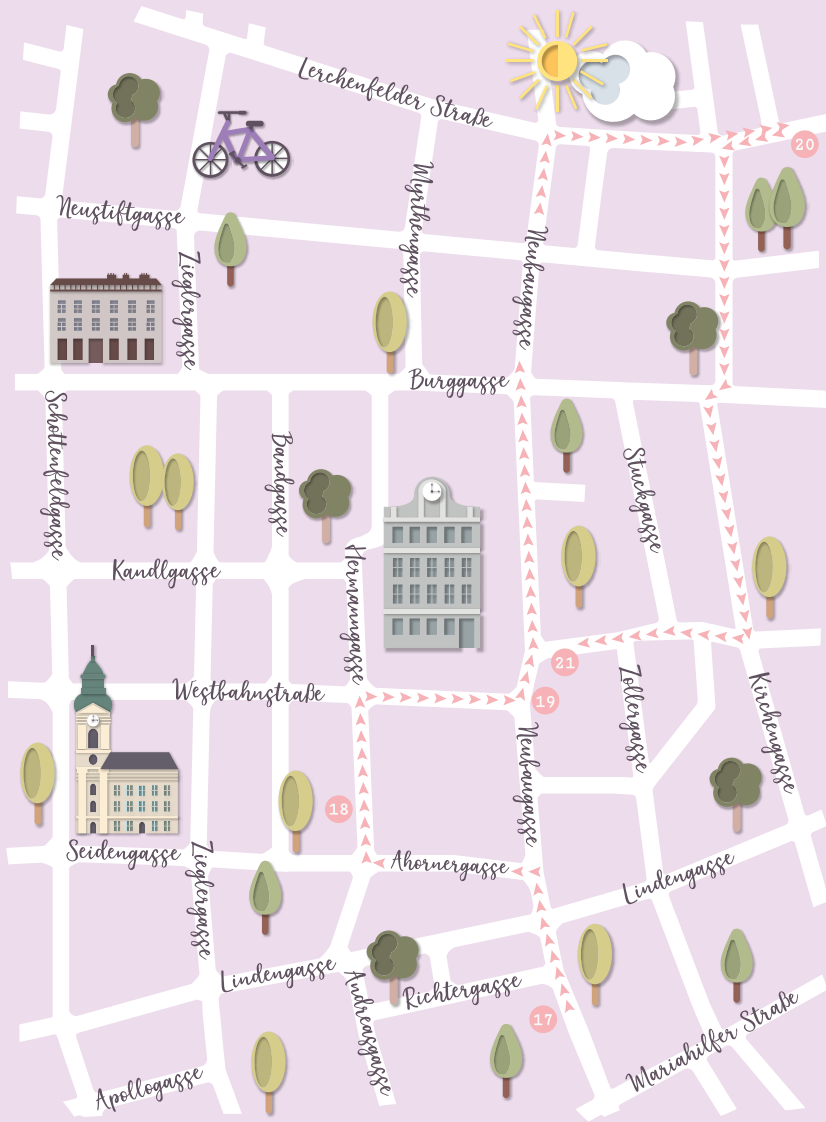 Lerchenfelder Straße
20
Myrthengasse
Neustiftgasse
Neubaugasse
Zieglergasse
Burggasse
Schottenfeldgasse
Bandgasse
Stuckgasse
Hermanngasse
Kandlgasse
21
Westbahnstraße
19
Zollergasse
Kirchengasse
Neubaugasse
18
Seidengasse
Zieglergasse
Ahornergasse
Lindengasse
Lindengasse
Andreasgasse
Richtergasse
17
Mariahilfer Straße
Apollogasse